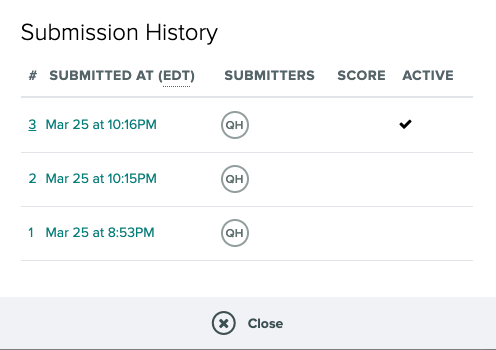 Submission History
# SUBMITTED AT (EDT) SUBMITTERS SCORE ACTIVE
3 Mar 25 at 10:16PM QH
2 Mar 25 at 10:15PM QH
1 Mar 25 at 8:53PM QH
Close